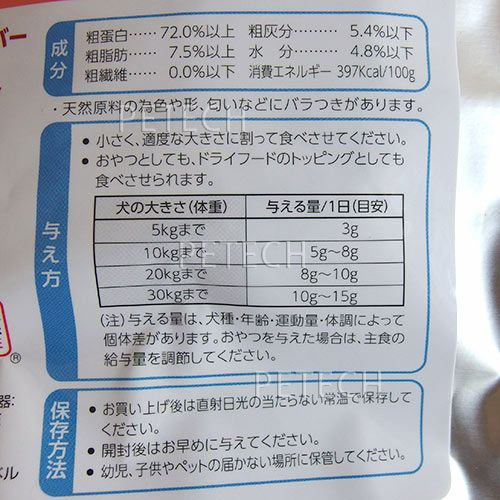 バー
成分
粗蛋白……72.0%以上 粗灰分………5.4%以下
粗脂肪…… 7.5%以上 水 分………4.8%以下
粗繊維…… 0.0%以下 消費エネルギー 397Kcal/100g
・天然原料の為色や形、匂いなどにバラつきがあります。
PETECH
与え方
● 小さく、適度な大きさに割って食べさせてください。
● おやつとしても、ドライフードのトッピングとしても
食べさせられます。
犬の大きさ(体重) 与える量/1日(目安)
5kgまで 3g
10kgまで 5g～8g
20kgまで 8g～10g
30kgまで 10g～15g
PETECH
(注)与える量は、犬種・年齢・運動量・体調によって
個体差があります。おやつを与えた場合は、主食の
給与量を調節してください。
®
PETECH
器:
保存方法
● お買い上げ後は直射日光の当たらない常温で保存して
ください。
● 開封後はお早めに与えてください。
● 幼児、子供やペットの届かない場所に保管してください。
ベル